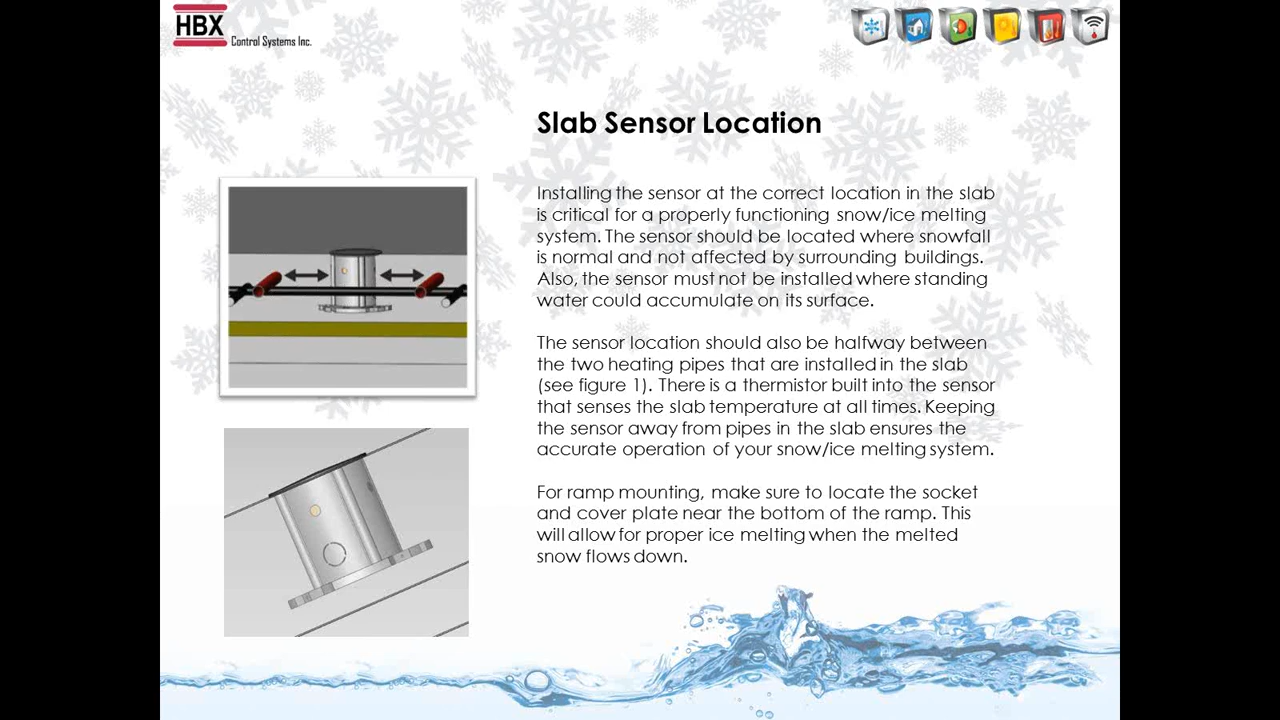 HBX
Control Systems Inc.
Slab Sensor Location
Installing the sensor at the correct location in the slab
is critical for a properly functioning snow/ice melting
system. The sensor should be located where snowfall
is normal and not affected by surrounding buildings.
Also, the sensor must not be installed where standing
water could accumulate on its surface.
The sensor location should also be halfway between
the two heating pipes that are installed in the slab
(see figure 1). There is a thermistor built into the sensor
that senses the slab temperature at all times. Keeping
the sensor away from pipes in the slab ensures the
accurate operation of your snow/ice melting system.
For ramp mounting, make sure to locate the socket
and cover plate near the bottom of the ramp. This
will allow for proper ice melting when the melted
snow flows down.